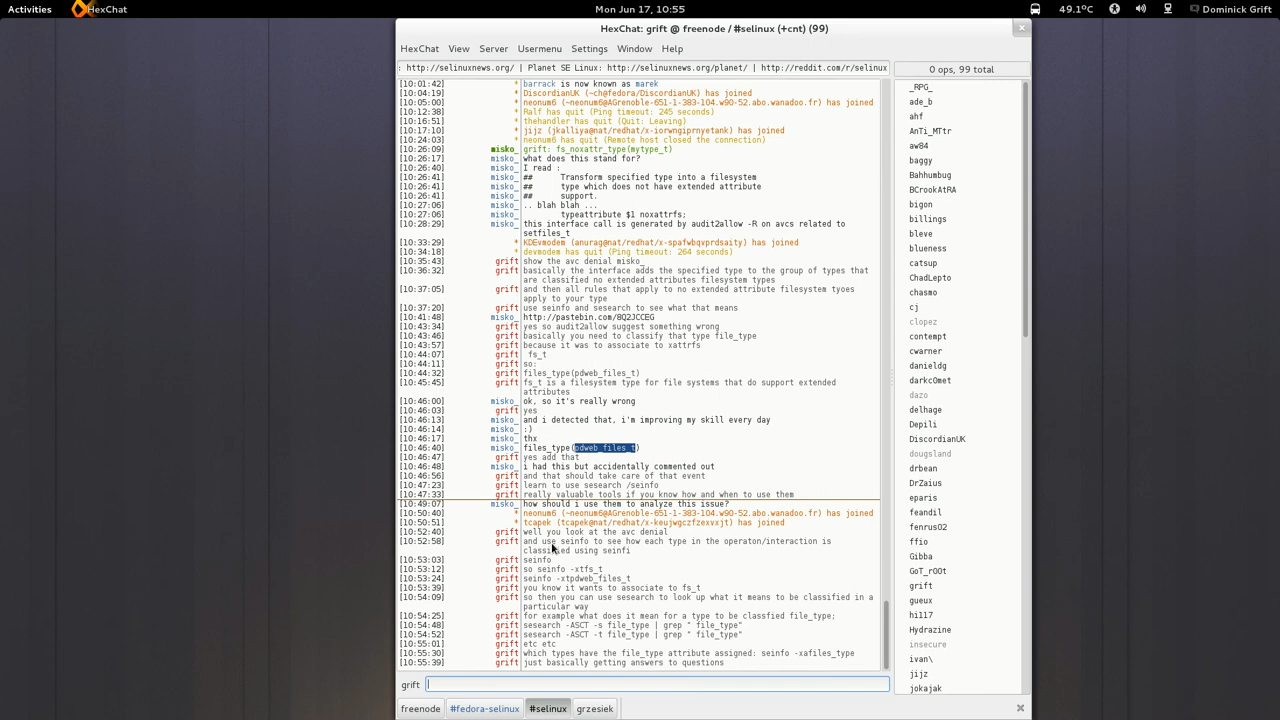 Activities HexChat Mon Jun 17, 10:55 49.1°C Dominick Grift
HexChat: grift @ freenode / #selinux (+cnt) (99)
HexChat View Server Usermenu Settings Window Help
: http://selinuxnews.org/ | Planet SE Linux: http://selinuxnews.org/planet/ | http://reddit.com/r/selinux
[10:01:42] * barrack is now known as marek
[10:04:19] * DiscordianUK (~ch@fedora/DiscordianUK) has joined
[10:05:00] * neonum6 (~neonum6@AGrenoble-651-1-383-104.w90-52.abo.wanadoo.fr) has joined
[10:12:38] * Ralf has quit (Ping timeout: 245 seconds)
[10:16:51] * thehandler has quit (Quit: Leaving)
[10:17:10] * jijz (jkalliya@nat/redhat/x-iorwngiprnyetank) has joined
[10:24:03] * neonum6 has quit (Remote host closed the connection)
[10:26:09] misko_ grift: fs_noxattr_type(mytype_t)
[10:26:17] misko_ what does this stand for?
[10:26:40] misko_ I read :
[10:26:41] misko_ ## Transform specified type into a filesystem
[10:26:41] misko_ ## type which does not have extended attribute
[10:26:41] misko_ ## support.
[10:27:06] misko_ .. blah blah ...
[10:27:06] misko_ typeattribute $1 noxattrfs;
[10:28:29] misko_ this interface call is generated by audit2allow -R on avcs related to
setfiles_t
[10:33:29] * KDEvmodem (anurag@nat/redhat/x-spafwbqvprdsaity) has joined
[10:34:18] * devmodem has quit (Ping timeout: 264 seconds)
[10:35:43] grift show the avc denial misko_
[10:36:32] grift basically the interface adds the specified type to the group of types that
are classified no extended attributes filesystem types
[10:37:05] grift and then all rules that apply to no extended attribute filesystem tyoes
apply to your type
[10:37:20] grift use seinfo and sesearch to see what that means
[10:41:48] misko_ http://pastebin.com/8Q2JCCEG
[10:43:34] grift yes so audit2allow suggest something wrong
[10:43:46] grift basically you need to classify that type file_type
[10:43:57] grift because it was to associate to xattrfs
[10:44:07] grift fs_t
[10:44:11] grift so:
[10:44:32] grift files_type(pdweb_files_t)
[10:45:45] grift fs_t is a filesystem type for file systems that do support extended
attributes
[10:46:00] misko_ ok, so it's really wrong
[10:46:03] grift yes
[10:46:13] misko_ and i detected that, i'm improving my skill every day
[10:46:14] misko_ :)
[10:46:17] misko_ thx
[10:46:40] misko_ files_type(pdweb_files_t)
[10:46:47] grift yes add that
[10:46:48] misko_ i had this but accidentally commented out
[10:46:56] grift and that should take care of that event
[10:47:23] grift learn to use sesearch /seinfo
[10:47:33] grift really valuable tools if you know how and when to use them
[10:49:07] misko_ how should i use them to analyze this issue?
[10:50:40] * neonum6 (~neonum6@AGrenoble-651-1-383-104.w90-52.abo.wanadoo.fr) has joined
[10:50:51] * tcapek (tcapek@nat/redhat/x-keujwgczfzexvxjt) has joined
[10:52:40] grift well you look at the avc denial
[10:52:58] grift and use seinfo to see how each type in the operaton/interaction is
classified using seinfi
[10:53:03] grift seinfo
[10:53:12] grift so seinfo -xtfs_t
[10:53:24] grift seinfo -xtpdweb_files_t
[10:53:39] grift you know it wants to associate to fs_t
[10:54:09] grift so then you can use sesearch to look up what it means to be classified in a
particular way
[10:54:25] grift for example what does it mean for a type to be classfied file_type;
[10:54:48] grift sesearch -ASCT -s file_type | grep " file_type"
[10:54:52] grift sesearch -ASCT -t file_type | grep " file_type"
[10:55:01] grift etc etc
[10:55:30] grift which types have the file_type attribute assigned: seinfo -xafiles_type
[10:55:39] grift just basically getting answers to questions
grift
freenode #fedora-selinux #selinux grzesiek
0 ops, 99 total
_RPG_
ade_b
ahf
AnTi_MTtr
aw84
baggy
Bahhumbug
BCrookAtRA
bigon
billings
bleve
blueness
catsup
ChadLepto
chasmo
cj
clopez
contempt
cwarner
danieldg
darkc0met
dazo
delhage
Depili
DiscordianUK
dougsland
drbean
DrZaius
eparis
feandil
fenrus02
ffio
Gibba
GoT_r00t
grift
gueux
hi117
Hydrazine
insecure
ivan\
jijz
jokajak